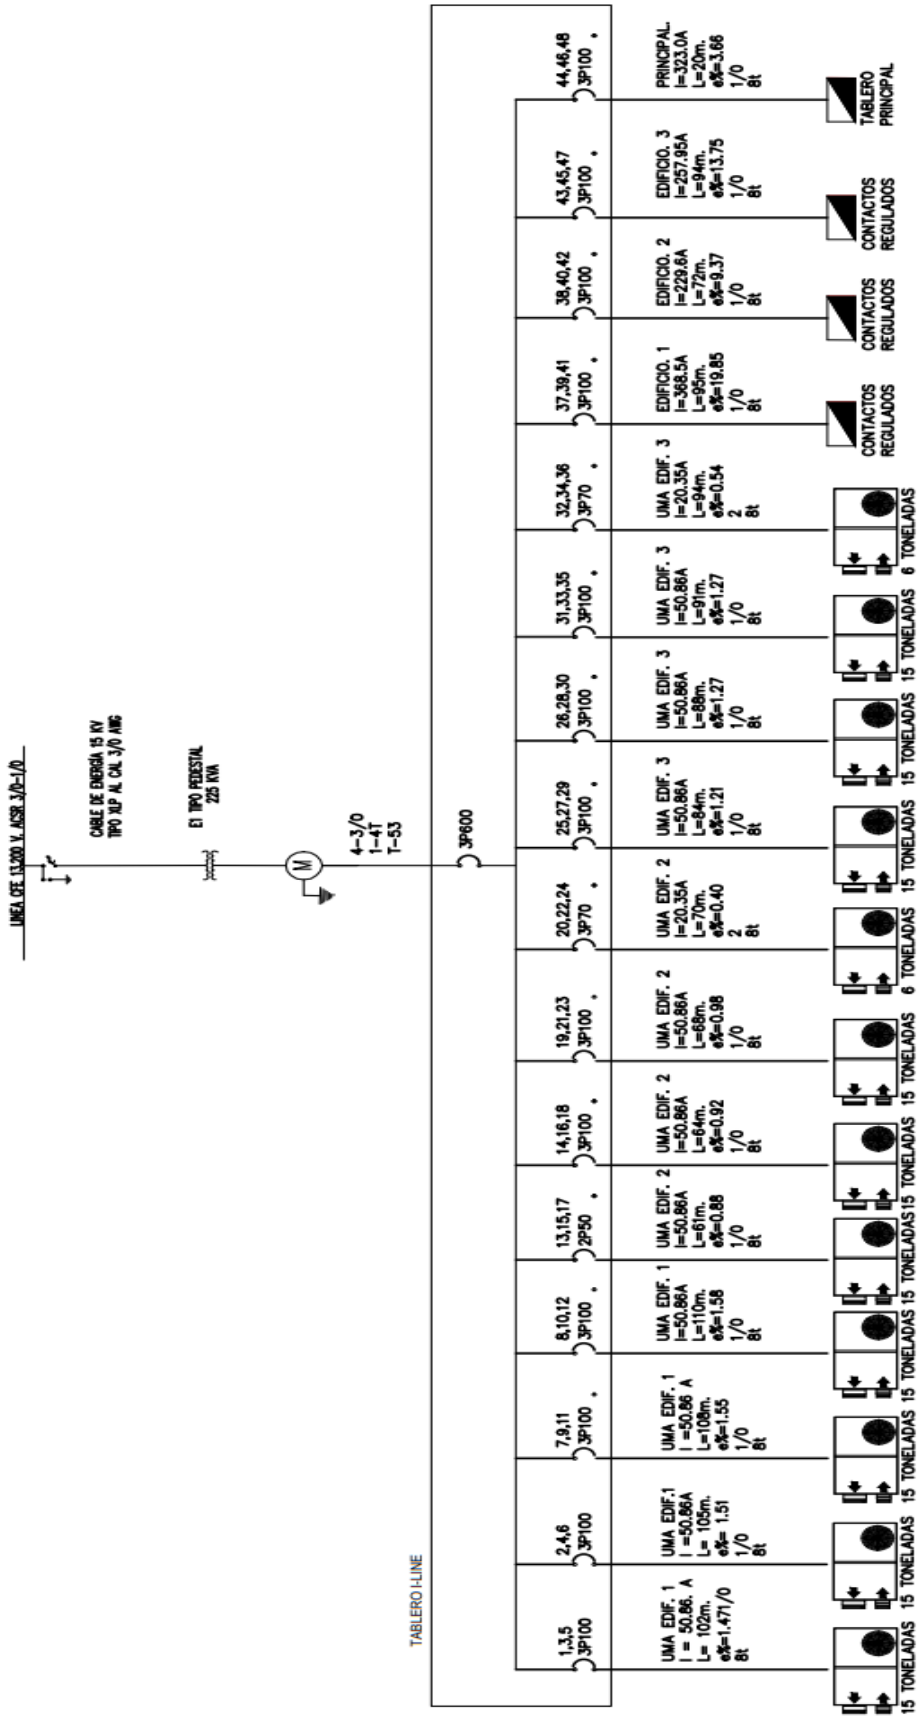 LINEA CFE 13,200 V. ACSR 3/0-1/0
CABLE DE ENERGIA 15 KV
TIPO XLP AL CAL 3/0 AWG
E1 TIPO PEDESTAL
225 KVA
M
4-3/0
1-4T
T-53
TABLERO I-LINE
3P600
1,3,5
3P100
UMA EDIF. 1
I = 50.86. A
L= 102m.
e%=1.471/0
8t
15 TONELADAS
2,4,6
3P100
UMA EDIF.1
I =50.86A
L= 105m.
e%= 1.51
1/0
8t
15 TONELADAS
7,9,11
3P100
UMA EDIF. 1
I =50.86 A
L=108m.
e%=1.55
1/0
8t
15 TONELADAS
8,10,12
3P100
UMA EDIF. 1
I=50.86A
L=110m.
e%=1.58
1/0
8t
15 TONELADAS
13,15,17
2P50
UMA EDIF. 2
I=50.86A
L=61m.
e%=0.88
1/0
8t
15 TONELADAS
14,16,18
3P100
UMA EDIF. 2
I=50.86A
L=64m.
e%=0.92
1/0
8t
15 TONELADAS
19,21,23
3P100
UMA EDIF. 2
I=50.86A
L=68m.
e%=0.98
1/0
8t
15 TONELADAS
20,22,24
3P70
UMA EDIF. 2
I=20.35A
L=70m.
e%=0.40
2
8t
6 TONELADAS
25,27,29
3P100
UMA EDIF. 3
I=50.86A
L=84m.
e%=1.21
1/0
8t
15 TONELADAS
26,28,30
3P100
UMA EDIF. 3
I=50.86A
L=88m.
e%=1.27
1/0
8t
15 TONELADAS
31,33,35
3P100
UMA EDIF. 3
I=50.86A
L=91m.
e%=1.27
1/0
8t
15 TONELADAS
32,34,36
3P70
UMA EDIF. 3
I=20.35A
L=94m.
e%=0.54
2
8t
6 TONELADAS
37,39,41
3P100
EDIFICIO. 1
I=368.5A
L=95m.
e%=19.85
1/0
8t
CONTACTOS
REGULADOS
38,40,42
3P100
EDIFICIO. 2
I=229.6A
L=72m.
e%=9.37
1/0
8t
CONTACTOS
REGULADOS
43,45,47
3P100
EDIFICIO. 3
I=257.95A
L=94m.
e%=13.75
1/0
8t
CONTACTOS
REGULADOS
44,46,48
3P100
PRINCIPAL.
I=323.0A
L=20m.
e%=3.66
1/0
8t
TABLERO
PRINCIPAL